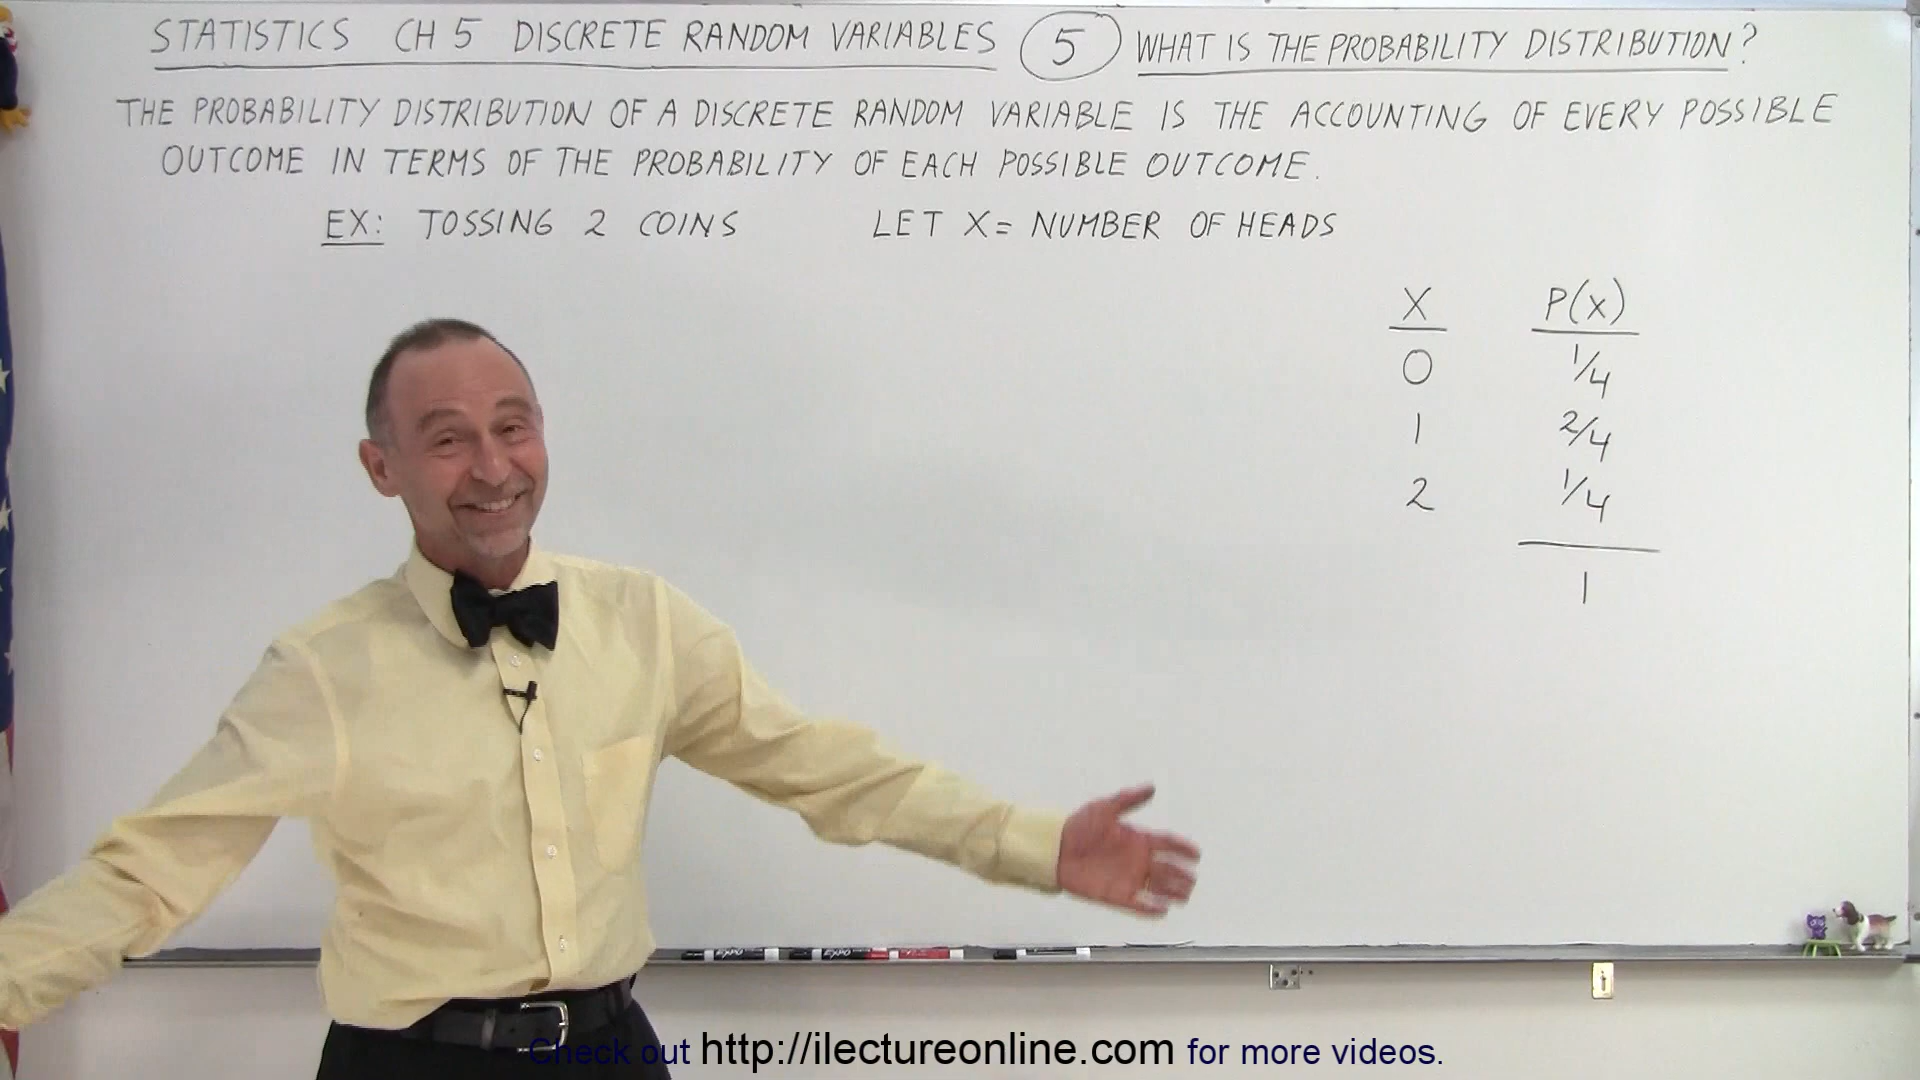 STATISTICS CH 5 DISCRETE RANDOM VARIABLES 5 WHAT IS THE PROBABILITY DISTRIBUTION?
THE PROBABILITY DISTRIBUTION OF A DISCRETE RANDOM VARIABLE IS THE ACCOUNTING OF EVERY POSSIBLE
OUTCOME IN TERMS OF THE PROBABILITY OF EACH POSSIBLE OUTCOME.
EX: TOSSING 2 COINS LET X = NUMBER OF HEADS
X P(x)
0 1/4
1 2/4
2 1/4
1
Check out http://ilectureonline.com for more videos.